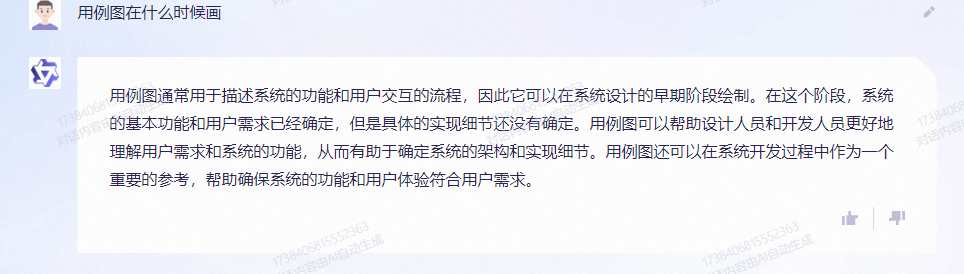 用例图在什么时候画
用例图通常用于描述系统的功能和用户交互的流程，因此它可以在系统设计的早期阶段绘制。在这个阶段，系统
的基本功能和用户需求已经确定，但是具体的实现细节还没有确定。用例图可以帮助设计人员和开发人员更好地
理解用户需求和系统的功能，从而有助于确定系统的架构和实现细节。用例图还可以在系统开发过程中作为一个
重要的参考，帮助确保系统的功能和用户体验符合用户需求。
1738406815552363
对话内容由AI自动生成